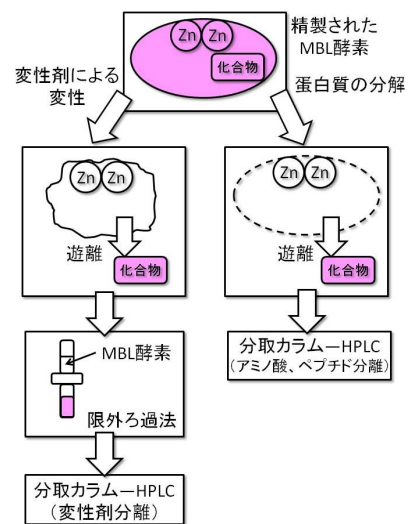 Zn Zn
化合物
精製された
MBL酵素
変性剤による
変性
蛋白質の分解
Zn Zn
遊離
化合物
Zn Zn
遊離
化合物
MBL酵素
限外ろ過法
分取カラムーHPLC
（アミノ酸、ペプチド分離）
分取カラムーHPLC
（変性剤分離）